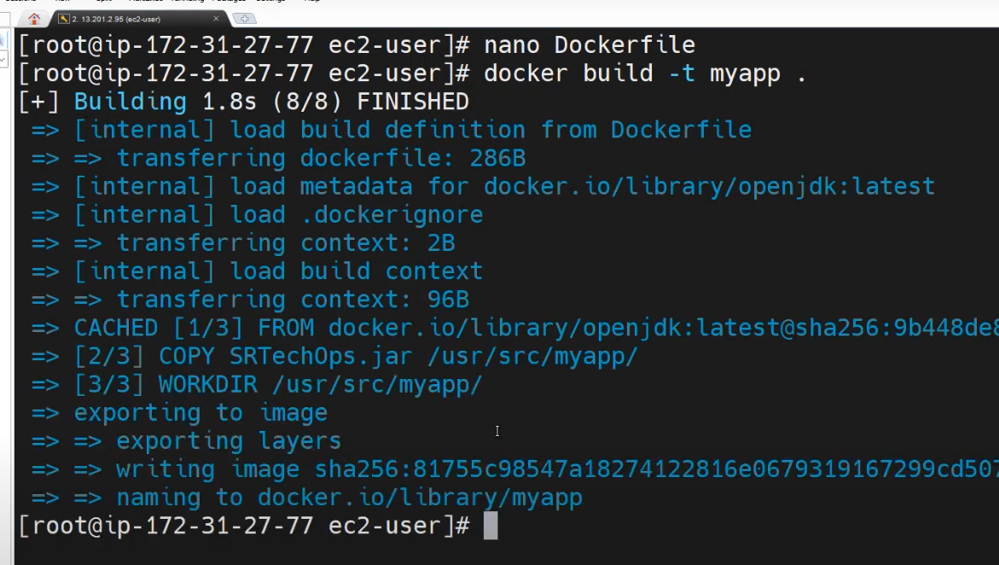 2. 13.201.2.95 (ec2-user)
[root@ip-172-31-27-77 ec2-user]# nano Dockerfile
[root@ip-172-31-27-77 ec2-user]# docker build -t myapp .
[+] Building 1.8s (8/8) FINISHED
=> [internal] load build definition from Dockerfile
=> => transferring dockerfile: 286B
=> [internal] load metadata for docker.io/library/openjdk:latest
=> [internal] load .dockerignore
=> => transferring context: 2B
=> [internal] load build context
=> => transferring context: 96B
=> CACHED [1/3] FROM docker.io/library/openjdk:latest@sha256:9b448de8
=> [2/3] COPY SRTechOps.jar /usr/src/myapp/
=> [3/3] WORKDIR /usr/src/myapp/
=> exporting to image
=> => exporting layers
=> => writing image sha256:81755c98547a18274122816e0679319167299cd507
=> => naming to docker.io/library/myapp
[root@ip-172-31-27-77 ec2-user]#